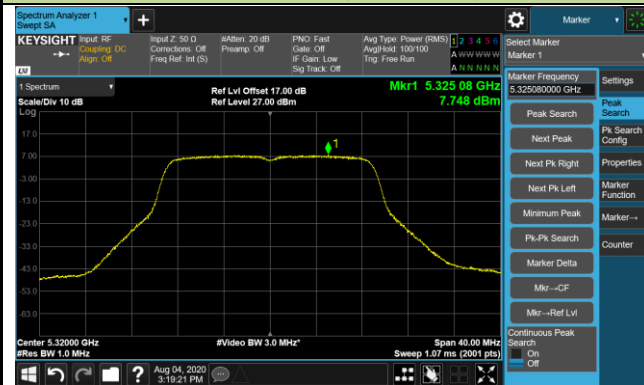 Spectrum Analyzer 1
Swept SA
KEYSIGHT
Input: RF
Coupling: DC
Align: Off
Input Z: 50 Ω
Corrections: Off
Freq Ref: Int (S)
#Atten: 20 dB
Preamp: Off
PNO: Fast
Gate: Off
IF Gain: Low
Sig Track: Off
Avg Type: Power (RMS)
Avg|Hold: 100/100
Trig: Free Run
1 2 3 4 5 6
A W W W W W
A N N N N N
LXI
1 Spectrum
Scale/Div 10 dB
Ref Lvl Offset 17.00 dB
Ref Level 27.00 dBm
Mkr1 5.325 08 GHz
7.748 dBm
Log
17.0
7.00
-3.00
-13.0
-23.0
-33.0
-43.0
-53.0
-63.0
1
Center 5.32000 GHz
#Res BW 1.0 MHz
#Video BW 3.0 MHz*
Span 40.00 MHz
Sweep 1.07 ms (2001 pts)
Aug 04, 2020
3:19:21 PM
Marker
Select Marker
Marker 1
Marker Frequency
5.325080000 GHz
Peak Search
Next Peak
Next Pk Right
Next Pk Left
Minimum Peak
Pk-Pk Search
Marker Delta
Mkr→CF
Mkr→Ref Lvl
Continuous Peak
Search
On
Off
Settings
Peak
Search
Pk Search
Config
Properties
Marker
Function
Marker→
Counter